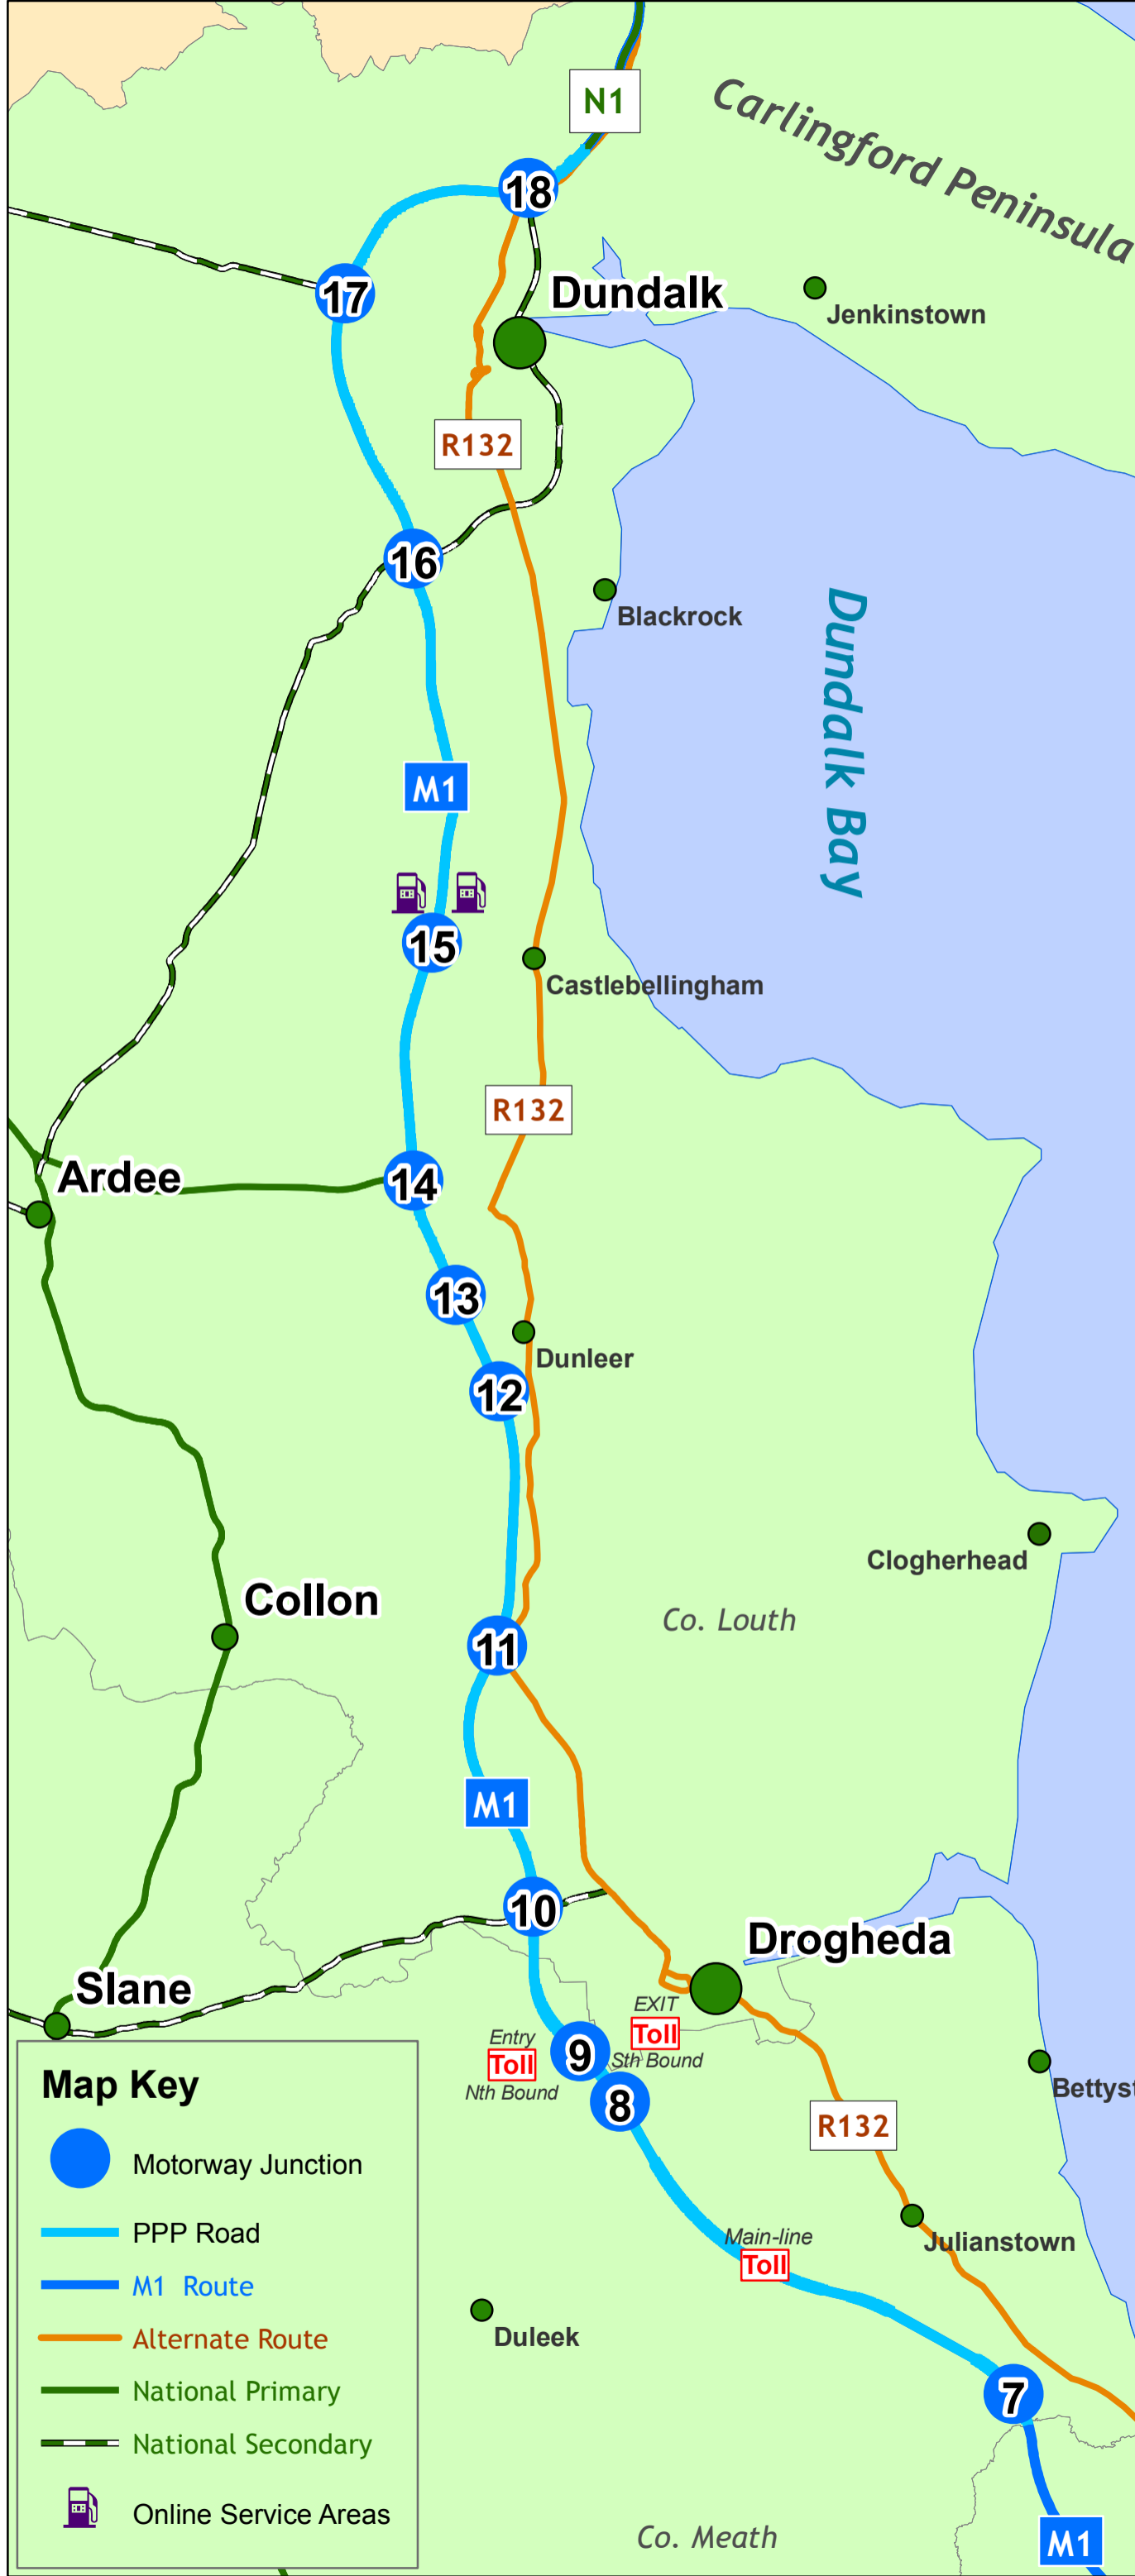 N1
Carlingford Peninsula
18
17
Dundalk
Jenkinstown
R132
16
Blackrock
Dundalk Bay
M1
15
Castlebellingham
R132
Ardee
14
13
Dunleer
12
Clogherhead
Collon
Co. Louth
11
M1
10
Drogheda
Slane
EXIT
Toll
Sth Bound
Entry
Toll
Nth Bound
9
8
Bettyst
R132
Julianstown
Main-line
Toll
Duleek
7
Co. Meath
M1
Map Key
Motorway Junction
PPP Road
M1 Route
Alternate Route
National Primary
National Secondary
Online Service Areas